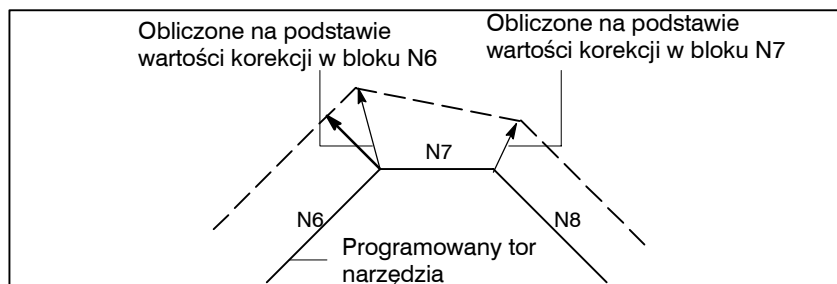 Obliczone na podstawie
wartości korekcji w bloku N6
Obliczone na podstawie
wartości korekcji w bloku N7
N7
N6
N8
Programowany tor
narzędzia